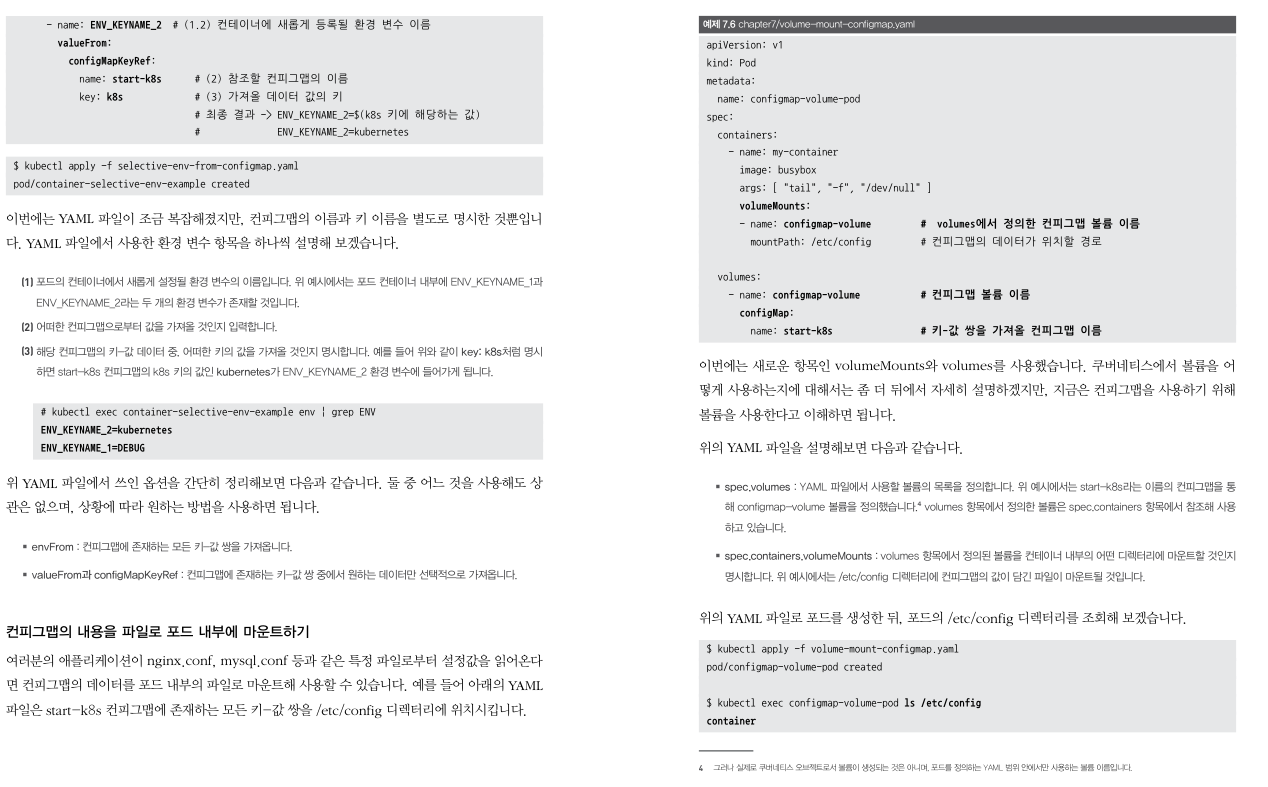 - name: ENV_KEYNAME_2 # (1.2) 컨테이너에 새롭게 등록될 환경 변수 이름
valueFrom:
configMapKeyRef:
name: start-k8s # (2) 참조할 컨피그맵의 이름
key: k8s # (3) 가져올 데이터 값의 키
# 최종 결과 -> ENV_KEYNAME_2=$(k8s 키에 해당하는 값)
# ENV_KEYNAME_2=kubernetes
$ kubectl apply -f selective-env-from-configmap.yaml
pod/container-selective-env-example created
이번에는 YAML 파일이 조금 복잡해졌지만, 컨피그맵의 이름과 키 이름을 별도로 명시한 것뿐입니
다. YAML 파일에서 사용한 환경 변수 항목을 하나씩 설명해 보겠습니다.
(1) 포드의 컨테이너에서 새롭게 설정될 환경 변수의 이름입니다. 위 예시에서는 포드 컨테이너 내부에 ENV_KEYNAME_1과
ENV_KEYNAME_2라는 두 개의 환경 변수가 존재할 것입니다.
(2) 어떠한 컨피그맵으로부터 값을 가져올 것인지 입력합니다.
(3) 해당 컨피그맵의 키-값 데이터 중, 어떠한 키의 값을 가져올 것인지 명시합니다. 예를 들어 위와 같이 key: k8s처럼 명시
하면 start-k8s 컨피그맵의 k8s 키의 값인 kubernetes가 ENV_KEYNAME_2 환경 변수에 들어가게 됩니다.
# kubectl exec container-selective-env-example env | grep ENV
ENV_KEYNAME_2=kubernetes
ENV_KEYNAME_1=DEBUG
위 YAML 파일에서 쓰인 옵션을 간단히 정리해보면 다음과 같습니다. 둘 중 어느 것을 사용해도 상
관은 없으며, 상황에 따라 원하는 방법을 사용하면 됩니다.
▪ envFrom : 컨피그맵에 존재하는 모든 키-값 쌍을 가져옵니다.
▪ valueFrom과 configMapKeyRef : 컨피그맵에 존재하는 키-값 쌍 중에서 원하는 데이터만 선택적으로 가져옵니다.
컨피그맵의 내용을 파일로 포드 내부에 마운트하기
여러분의 애플리케이션이 nginx.conf, mysql.conf 등과 같은 특정 파일로부터 설정값을 읽어온다
면 컨피그맵의 데이터를 포드 내부의 파일로 마운트해 사용할 수 있습니다. 예를 들어 아래의 YAML
파일은 start-k8s 컨피그맵에 존재하는 모든 키-값 쌍을 /etc/config 디렉터리에 위치시킵니다.
예제 7.6 chapter7/volume-mount-configmap.yaml
apiVersion: v1
kind: Pod
metadata:
name: configmap-volume-pod
spec:
containers:
- name: my-container
image: busybox
args: [ "tail", "-f", "/dev/null" ]
volumeMounts:
- name: configmap-volume # volumes에서 정의한 컨피그맵 볼륨 이름
mountPath: /etc/config # 컨피그맵의 데이터가 위치할 경로
volumes:
- name: configmap-volume # 컨피그맵 볼륨 이름
configMap:
name: start-k8s # 키-값 쌍을 가져올 컨피그맵 이름
이번에는 새로운 항목인 volumeMounts와 volumes를 사용했습니다. 쿠버네티스에서 볼륨을 어
떻게 사용하는지에 대해서는 좀 더 뒤에서 자세히 설명하겠지만, 지금은 컨피그맵을 사용하기 위해
볼륨을 사용한다고 이해하면 됩니다.
위의 YAML 파일을 설명해보면 다음과 같습니다.
▪ spec.volumes : YAML 파일에서 사용할 볼륨의 목록을 정의합니다. 위 예시에서는 start-k8s라는 이름의 컨피그맵을 통
해 configmap-volume 볼륨을 정의했습니다.4 volumes 항목에서 정의한 볼륨은 spec.containers 항목에서 참조해 사용
하고 있습니다.
▪ spec.containers.volumeMounts : volumes 항목에서 정의된 볼륨을 컨테이너 내부의 어떤 디렉터리에 마운트할 것인지
명시합니다. 위 예시에서는 /etc/config 디렉터리에 컨피그맵의 값이 담긴 파일이 마운트될 것입니다.
위의 YAML 파일로 포드를 생성한 뒤, 포드의 /etc/config 디렉터리를 조회해 보겠습니다.
$ kubectl apply -f volume-mount-configmap.yaml
pod/configmap-volume-pod created
$ kubectl exec configmap-volume-pod ls /etc/config
container
4 그러나 실제로 쿠버네티스 오브젝트로서 볼륨이 생성되는 것은 아니며, 포드를 정의하는 YAML 범위 안에서만 사용하는 볼륨 이름입니다.